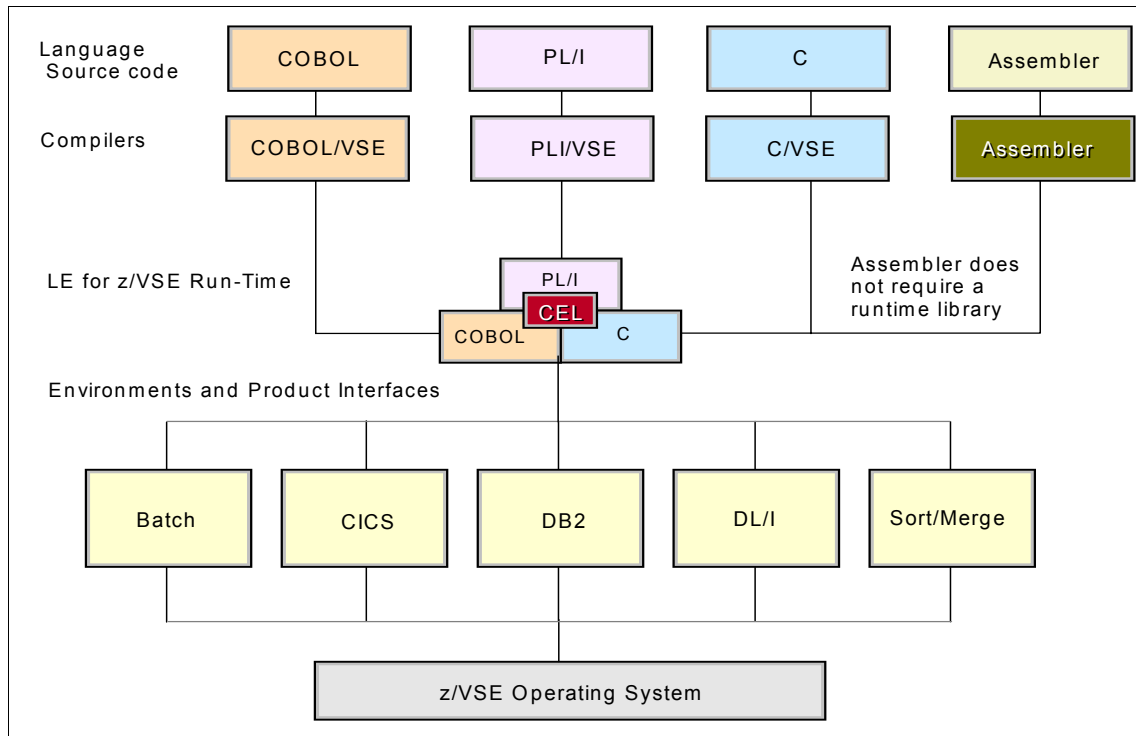 Language
Source code
COBOL
PL/I
C
Assembler
Compilers
COBOL/VSE
PLI/VSE
C/VSE
Assembler
LE for z/VSE Run-Time
PL/I
CEL
COBOL
C
Assembler does
not require a
runtime library
Environments and Product Interfaces
Batch
CICS
DB2
DL/I
Sort/Merge
z/VSE Operating System